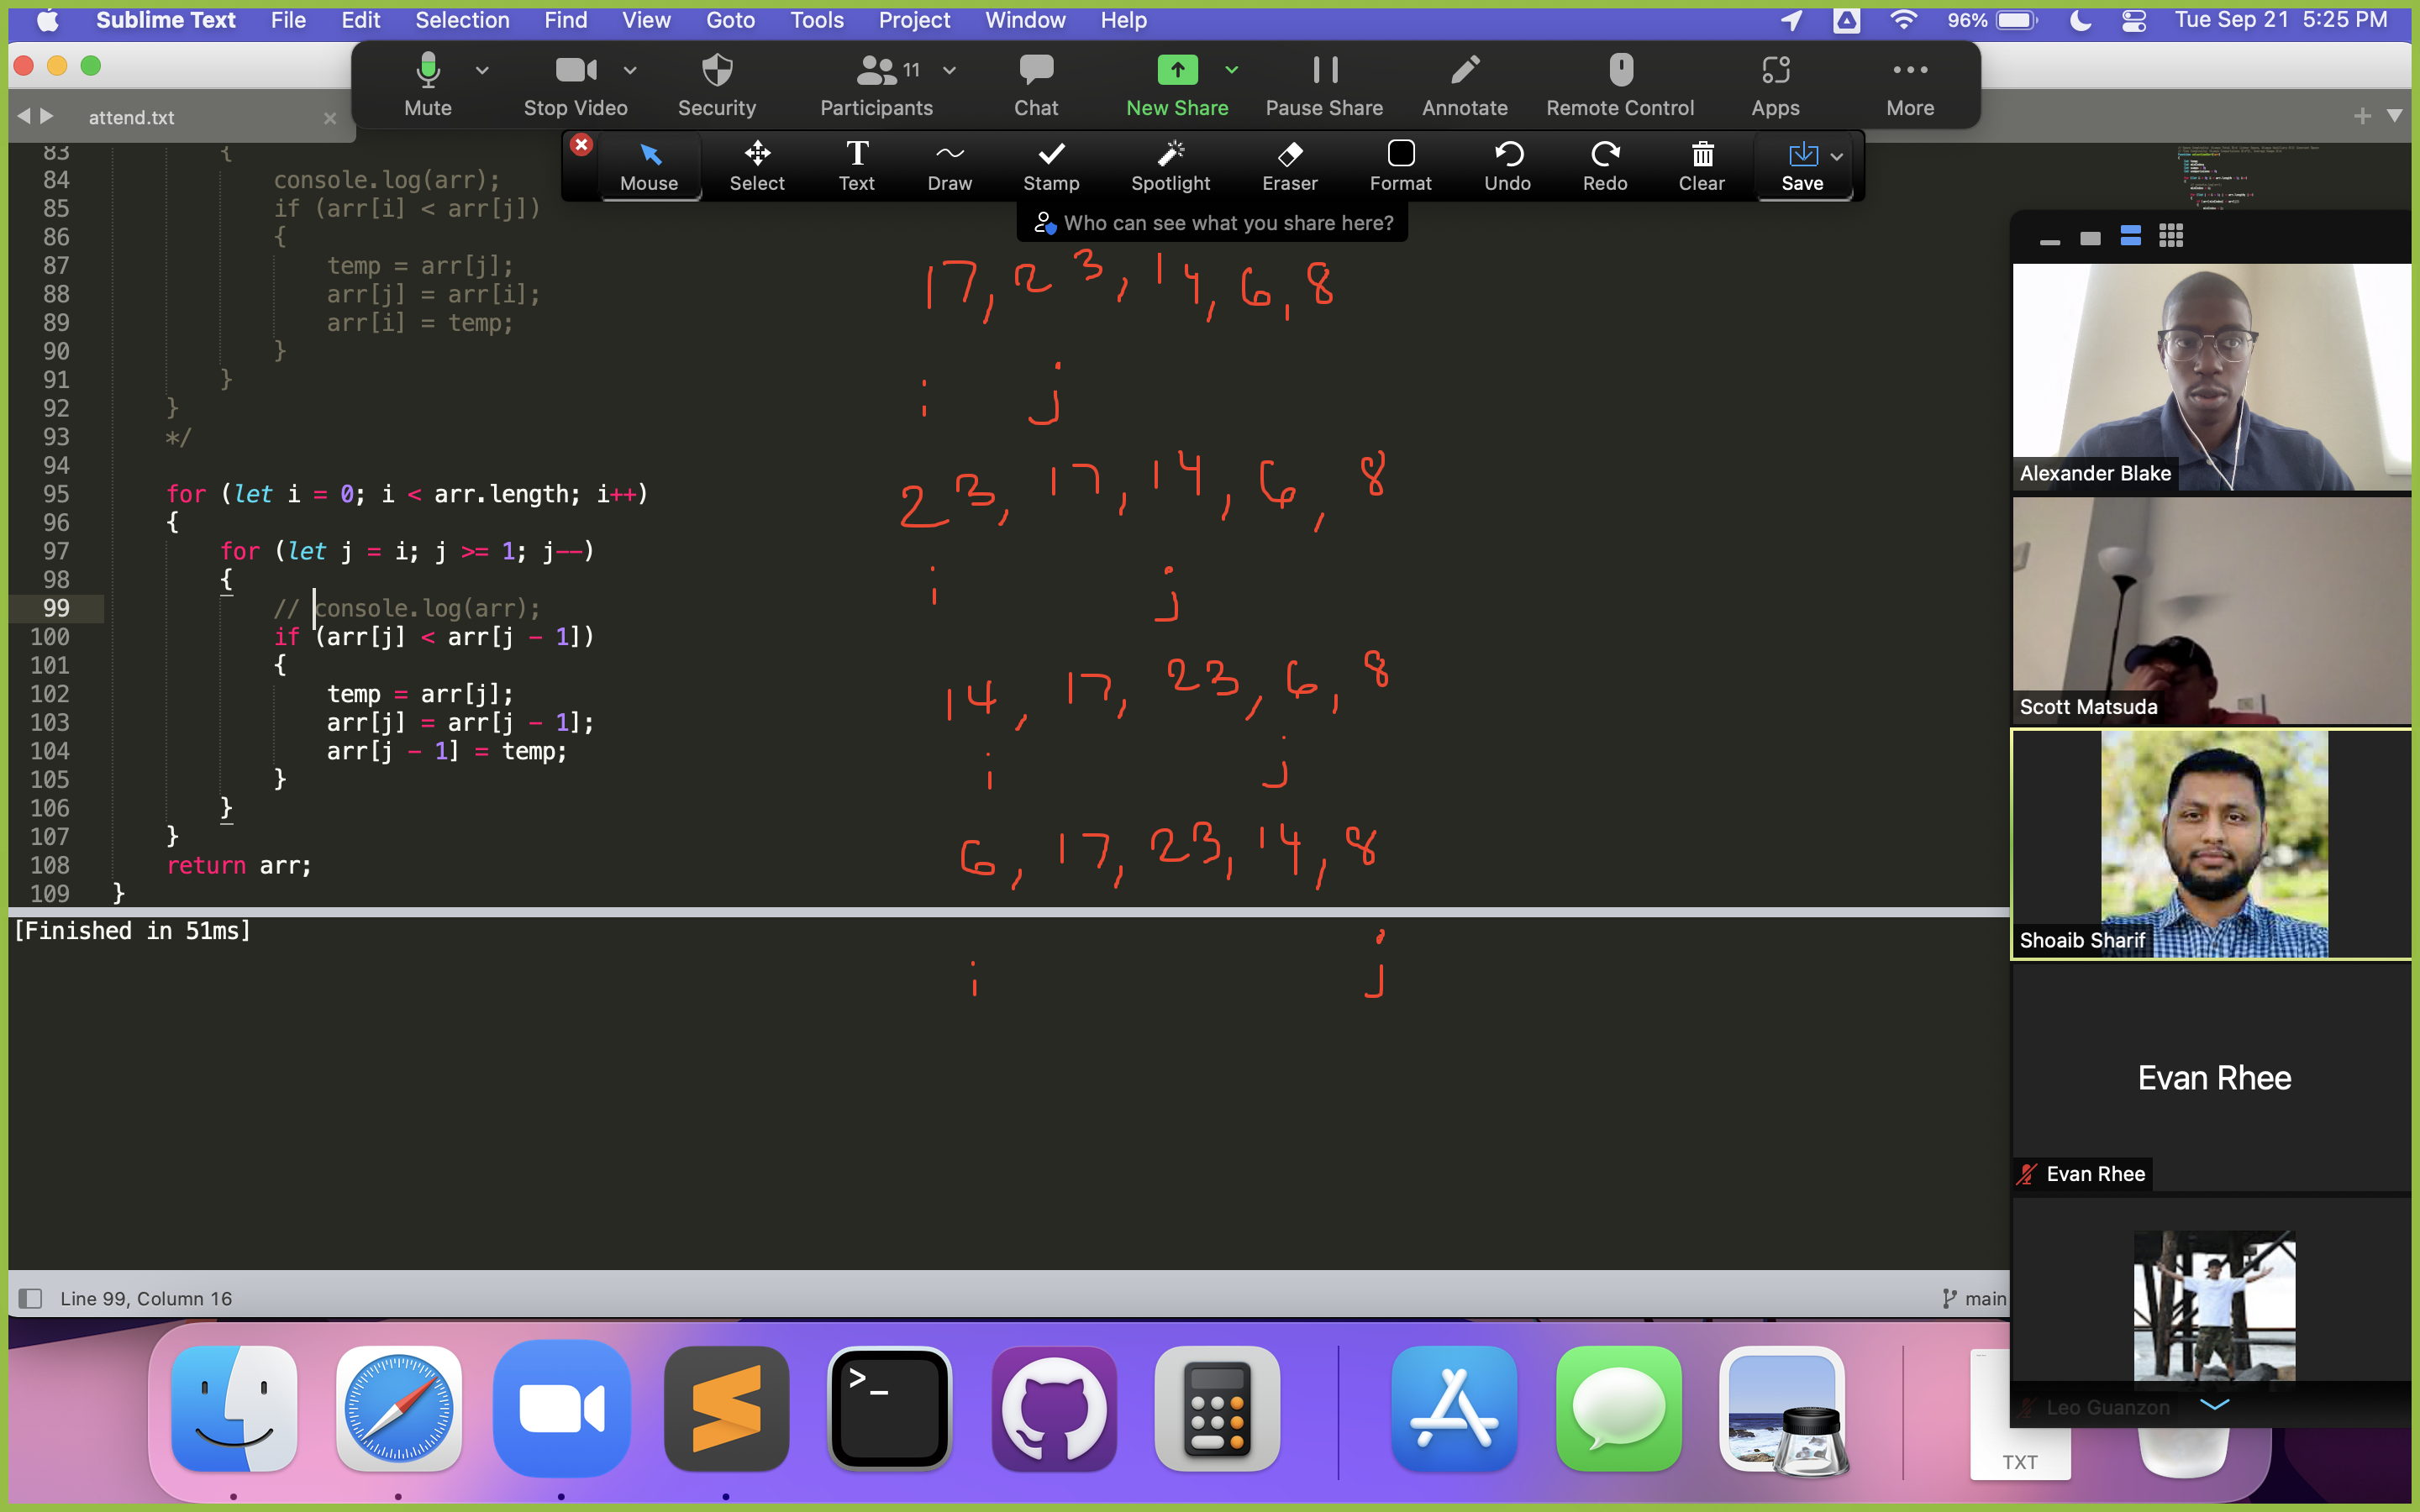 Sublime Text File Edit Selection Find View Goto Tools Project Window Help 96% Tue Sep 21 5:25 PM
Mute Stop Video Security Participants 11 Chat New Share Pause Share Annotate Remote Control Apps More
attend.txt
Mouse Select Text Draw Stamp Spotlight Eraser Format Undo Redo Clear Save
Who can see what you share here?
83 {
84 console.log(arr);
85 if (arr[i] < arr[j])
86 {
87 temp = arr[j];
88 arr[j] = arr[i];
89 arr[i] = temp;
90 }
91 }
92 }
93 */
94
95 for (let i = 0; i < arr.length; i++)
96 {
97 for (let j = i; j >= 1; j--)
98 {
99 // console.log(arr);
100 if (arr[j] < arr[j - 1])
101 {
102 temp = arr[j];
103 arr[j] = arr[j - 1];
104 arr[j - 1] = temp;
105 }
106 }
107 }
108 return arr;
109 }
17, 23, 14, 6, 8
i j
23, 17, 14, 6, 8
i j
14, 17, 23, 6, 8
i j
6, 17, 23, 14, 8
i j
[Finished in 51ms]
Line 99, Column 16
main
Alexander Blake
Scott Matsuda
Shoaib Sharif
Evan Rhee
Evan Rhee
Leo Guanzon
>_
TXT